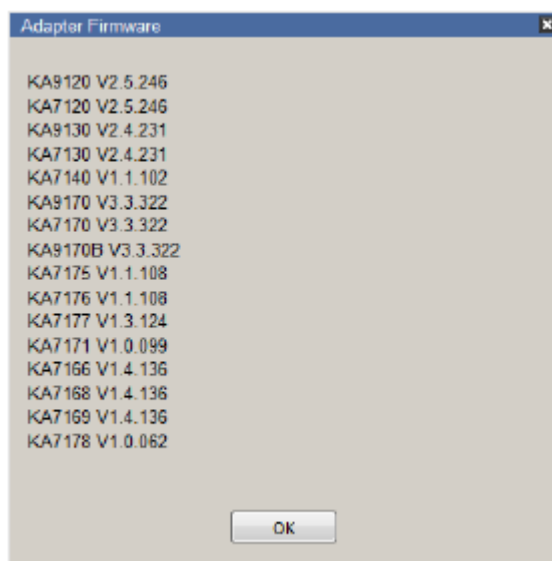 Adapter Firmware
KA9120 V2.5.246
KA7120 V2.5.246
KA9130 V2.4.231
KA7130 V2.4.231
KA7140 V1.1.102
KA9170 V3.3.322
KA7170 V3.3.322
KA9170B V3.3.322
KA7175 V1.1.108
KA7176 V1.1.108
KA7177 V1.3.124
KA7171 V1.0.099
KA7166 V1.4.136
KA7168 V1.4.136
KA7169 V1.4.136
KA7178 V1.0.062
OK